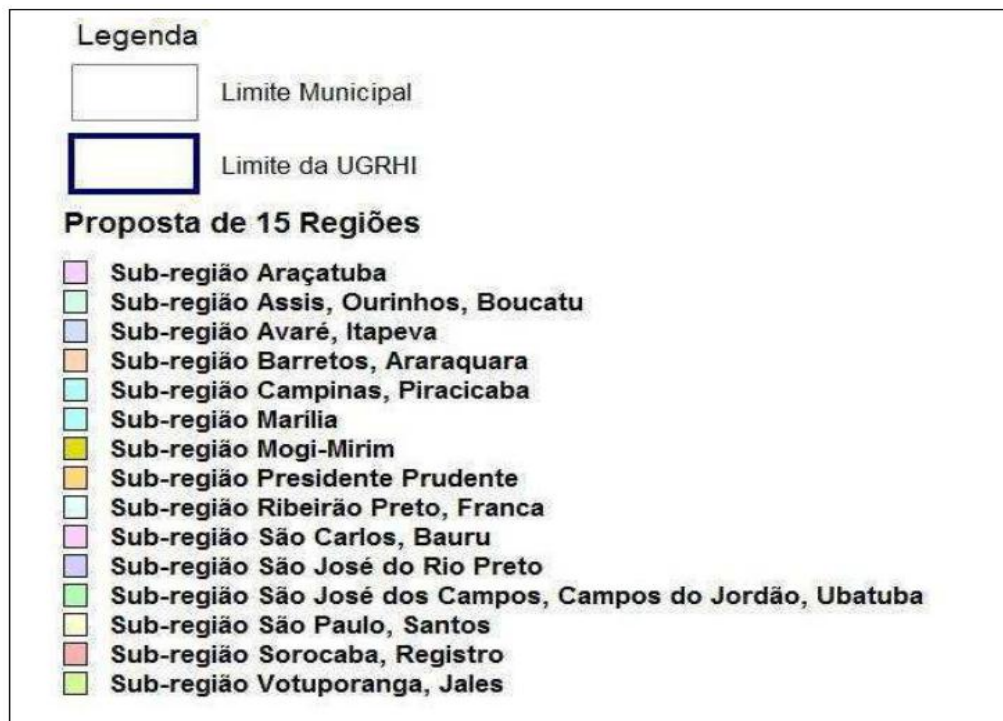 Legenda
Limite Municipal
Limite da UGRHI
Proposta de 15 Regiões
Sub-região Araçatuba
Sub-região Assis, Ourinhos, Boucatu
Sub-região Avaré, Itapeva
Sub-região Barretos, Araraquara
Sub-região Campinas, Piracicaba
Sub-região Marília
Sub-região Mogi-Mirim
Sub-região Presidente Prudente
Sub-região Ribeirão Preto, Franca
Sub-região São Carlos, Bauru
Sub-região São José do Rio Preto
Sub-região São José dos Campos, Campos do Jordão, Ubatuba
Sub-região São Paulo, Santos
Sub-região Sorocaba, Registro
Sub-região Votuporanga, Jales